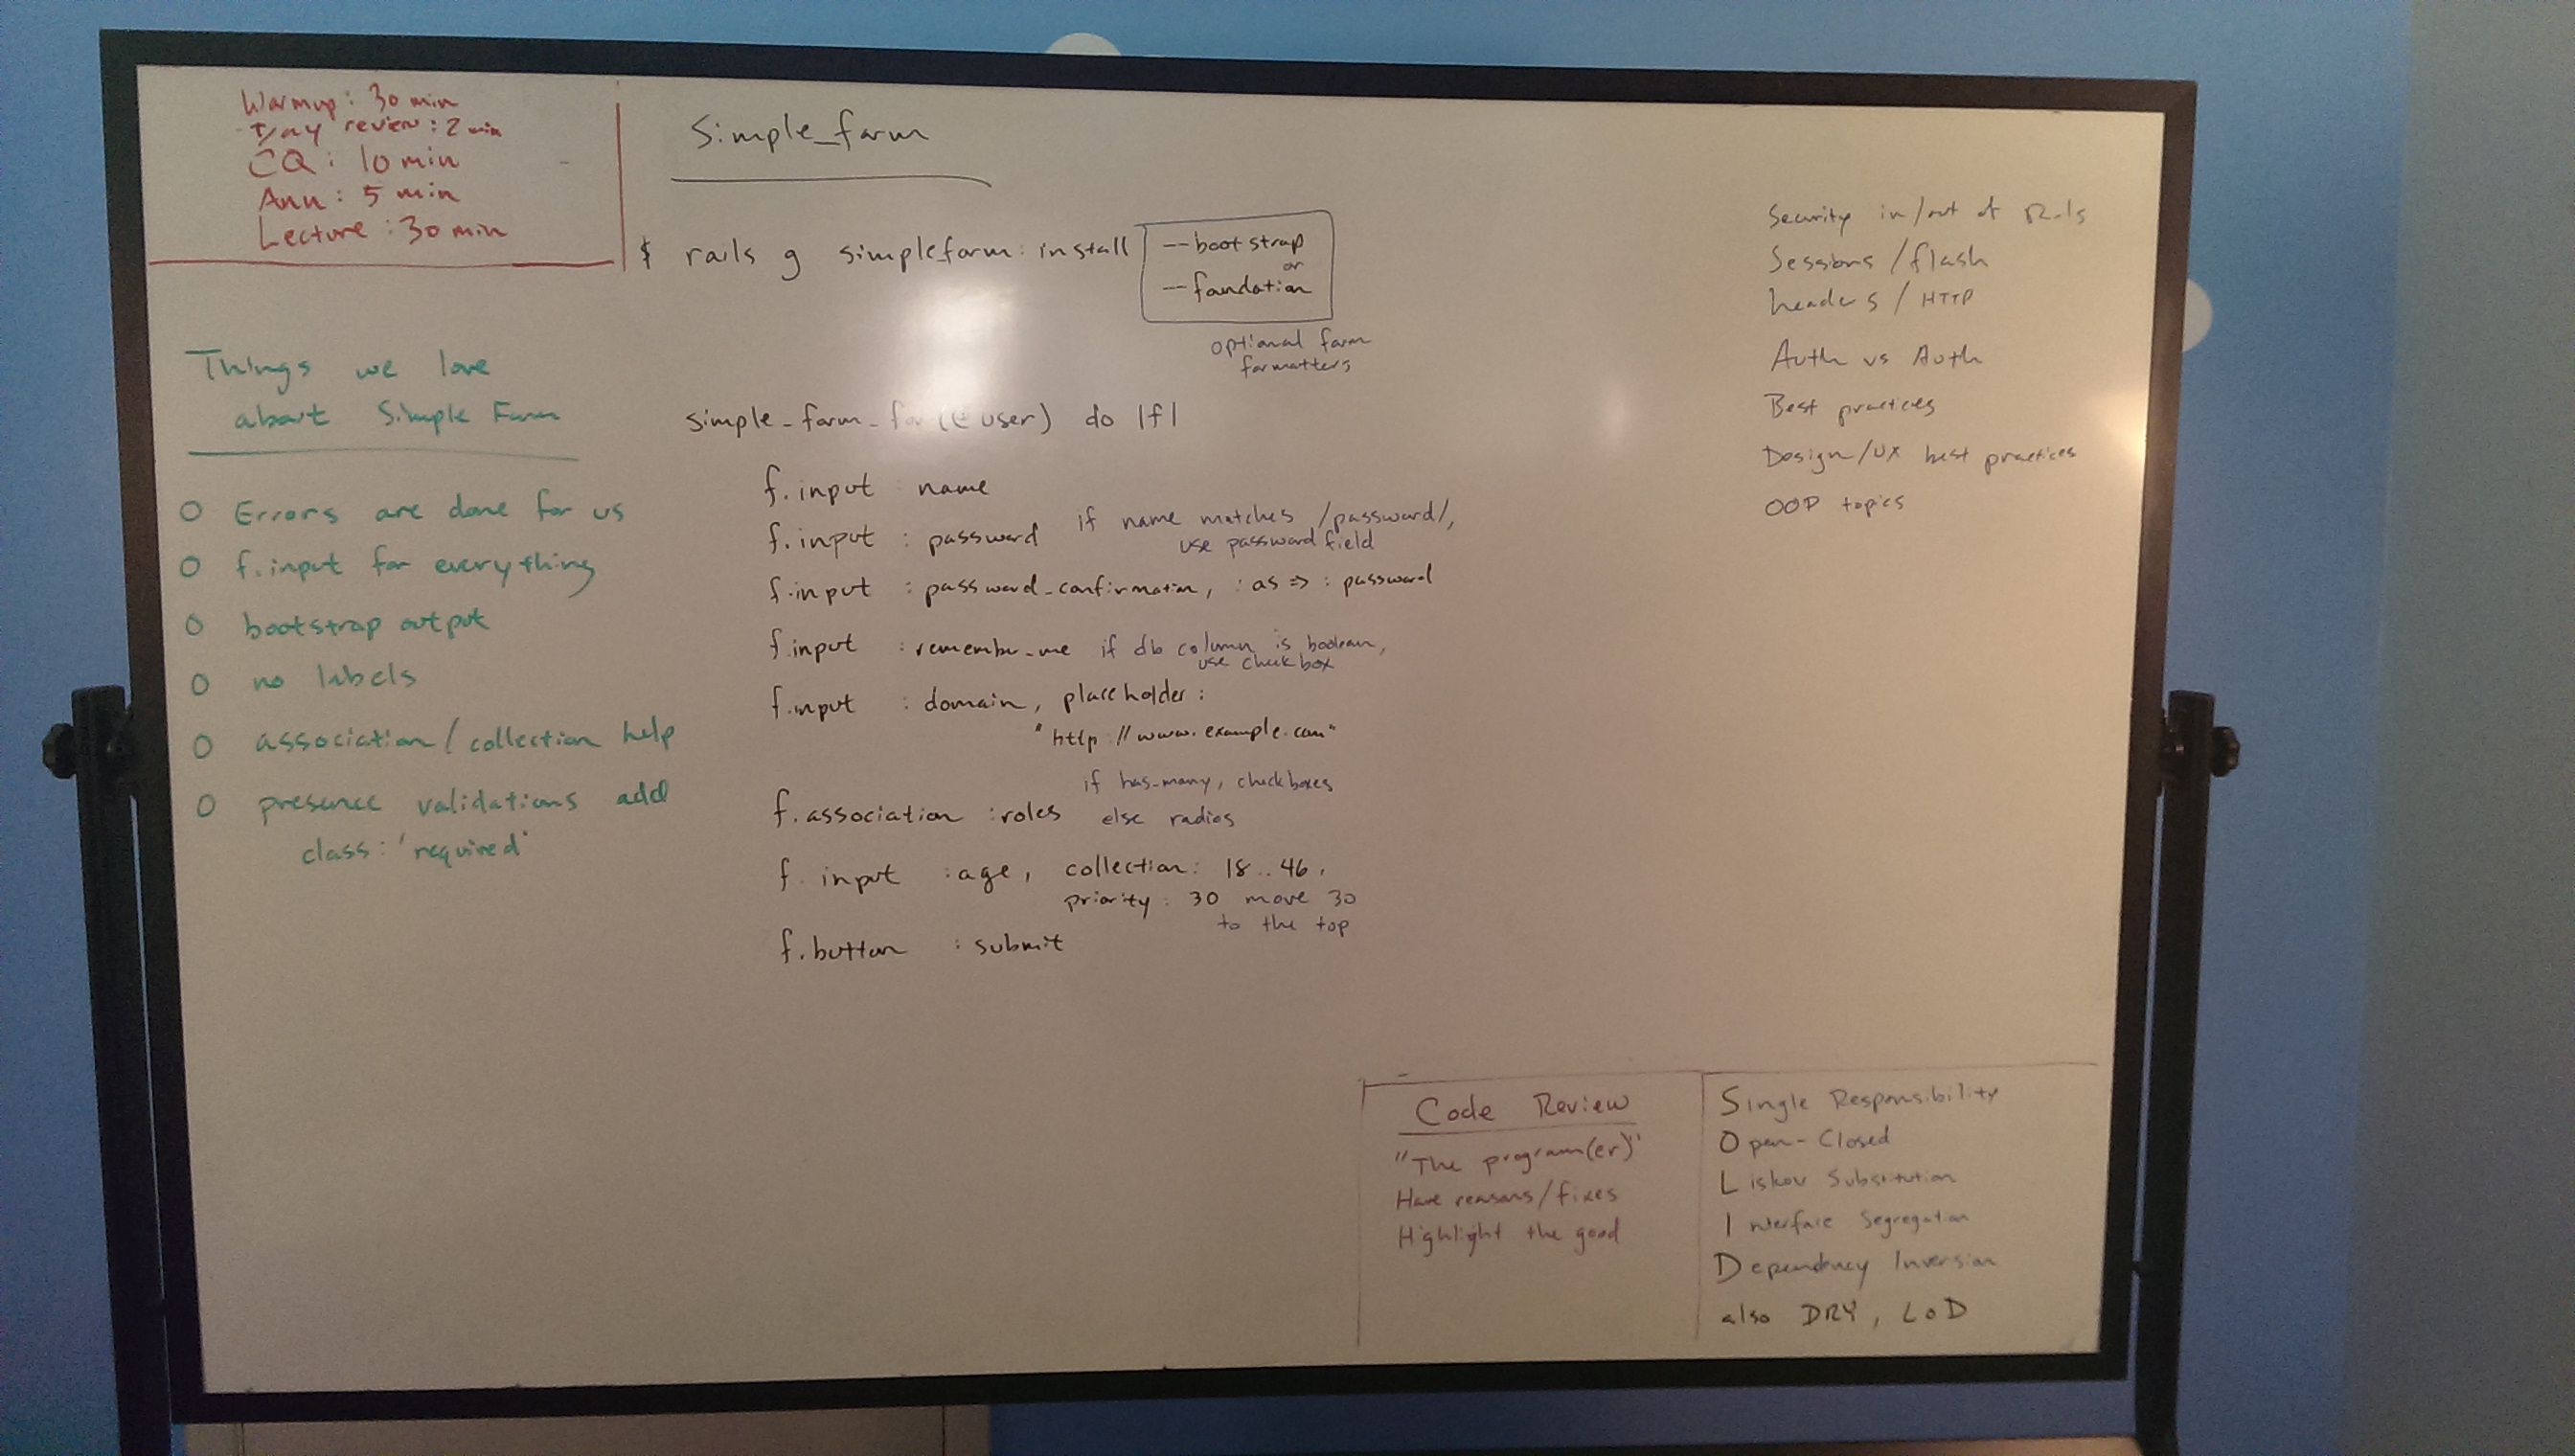 Warmup: 30 min
review: 2 min
CQ: 10 min
Ann: 5 min
Lecture: 30 min
Things we love
about Simple Form
O Errors are done for us
O f.input for everything
O bootstrap output
O no labels
O association/collection help
O presence validations add
class: 'required'
Simple_form
$ rails g simple_form:install
--bootstrap
or
--foundation
optional form
formatters
simple_form_for(@user) do |f|
f.input name
f.input :password if name matches /password/,
use password field
f.input :password_confirmation, :as => :password
f.input :remember_me if db column is boolean,
use checkbox
f.input :domain, placeholder:
"http://www.example.com"
if has_many, checkboxes
f.association :roles else radios
f.input :age, collection: 18..46,
priority: 30 move 30
to the top
f.button :submit
Security in/out of Rails
Sessions/flash
headers/HTTP
Auth vs Auth
Best practices
Design/UX best practices
OOP topics
Code Review
"The program(er)"
Have reasons/fixes
Highlight the good
Single Responsibility
Open-Closed
Liskov Substitution
Interface Segregation
Dependency Inversion
also DRY, LoD